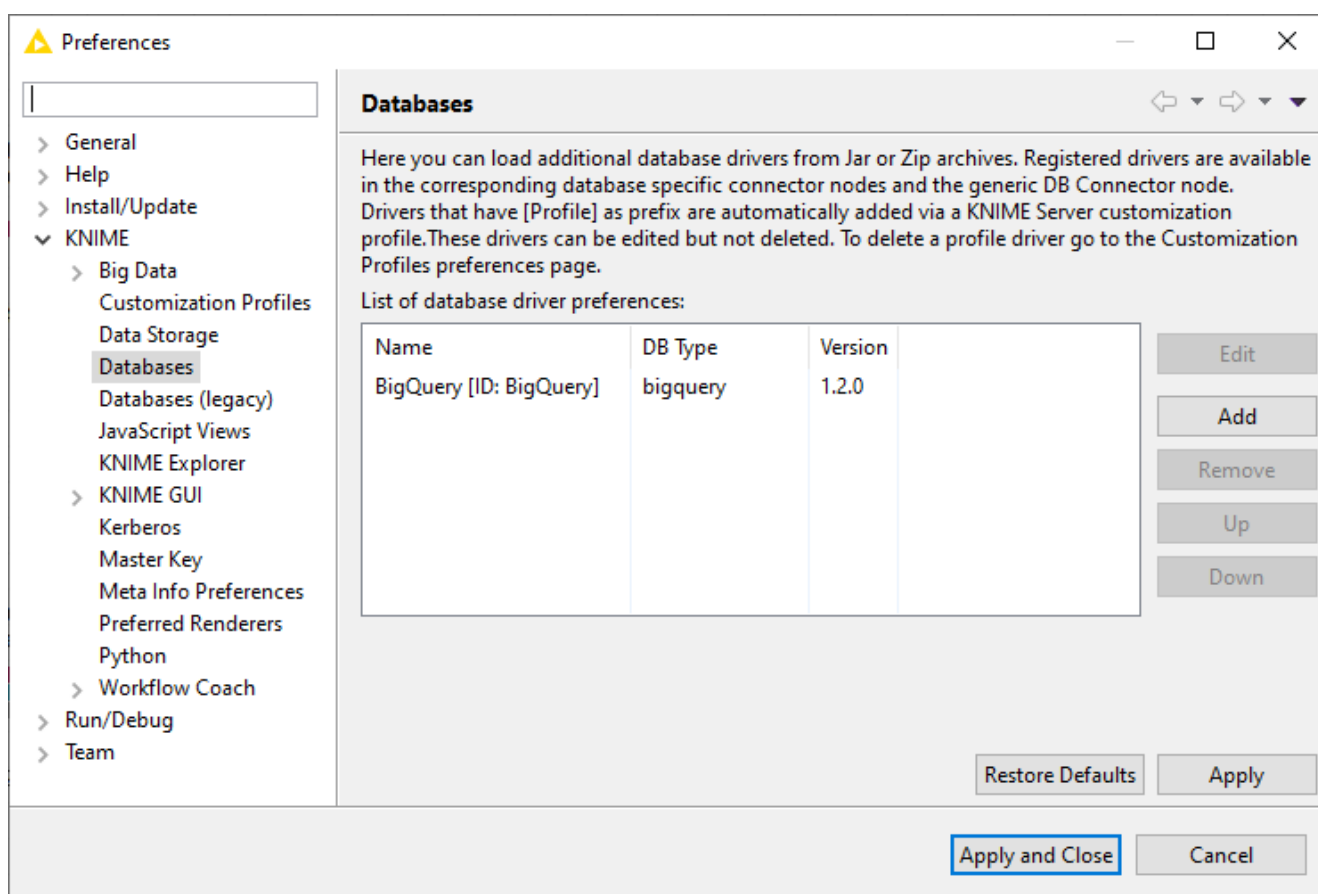 Preferences
Databases
General
Help
Install/Update
KNIME
Big Data
Customization Profiles
Data Storage
Databases
Databases (legacy)
JavaScript Views
KNIME Explorer
KNIME GUI
Kerberos
Master Key
Meta Info Preferences
Preferred Renderers
Python
Workflow Coach
Run/Debug
Team
Here you can load additional database drivers from Jar or Zip archives. Registered drivers are available
in the corresponding database specific connector nodes and the generic DB Connector node.
Drivers that have [Profile] as prefix are automatically added via a KNIME Server customization
profile.These drivers can be edited but not deleted. To delete a profile driver go to the Customization
Profiles preferences page.
List of database driver preferences:
Name DB Type Version
BigQuery [ID: BigQuery] bigquery 1.2.0
Edit
Add
Remove
Up
Down
Restore Defaults Apply
Apply and Close Cancel